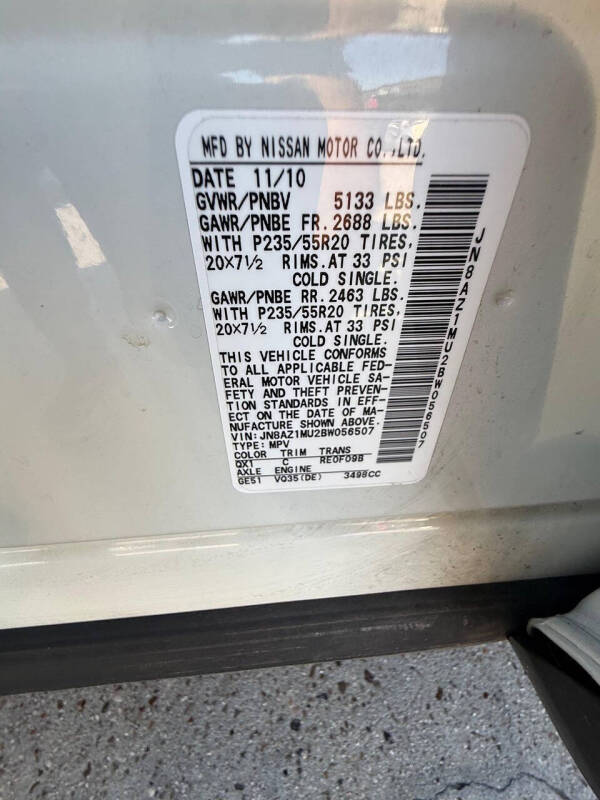 MFD BY NISSAN MOTOR CO.,LTD.
DATE 11/10
GVWR/PNBV 5133 LBS.
GAWR/PNBE FR. 2688 LBS.
WITH P235/55R20 TIRES,
20×7½ RIMS. AT 33 PSI
COLD SINGLE.
GAWR/PNBE RR. 2463 LBS.
WITH P235/55R20 TIRES,
20×7½ RIMS. AT 33 PSI
COLD SINGLE.
THIS VEHICLE CONFORMS
TO ALL APPLICABLE FED-
ERAL MOTOR VEHICLE SA-
FETY AND THEFT PREVEN-
TION STANDARDS IN EFF-
ECT ON THE DATE OF MA-
NUFACTURE SHOWN ABOVE.
VIN: JN8AZ1MU2BW056507
TYPE: MPV
COLOR TRIM TRANS
QX1 C RE0F09B
AXLE ENGINE
GE51 VQ35(DE) 3498CC
JN8AZ1MU2BW056507